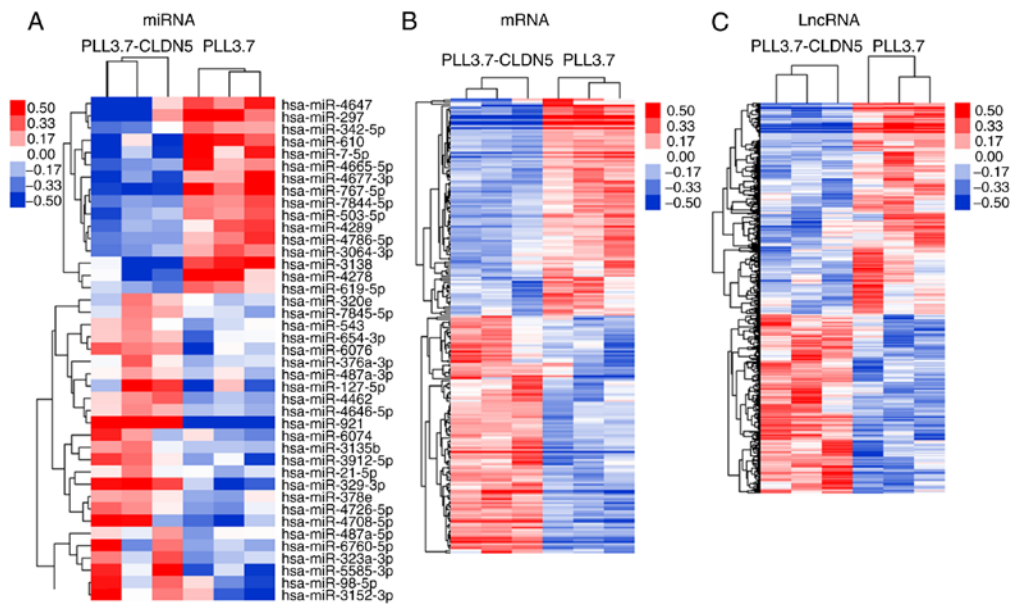 A
miRNA
PLL3.7-CLDN5 PLL3.7
0.50
0.33
0.17
0.00
−0.17
−0.33
−0.50
hsa-miR-4647
hsa-miR-297
hsa-miR-342-5p
hsa-miR-610
hsa-miR-7-5p
hsa-miR-4665-5p
hsa-miR-4677-3p
hsa-miR-767-5p
hsa-miR-7844-5p
hsa-miR-503-5p
hsa-miR-4289
hsa-miR-4786-5p
hsa-miR-3064-3p
hsa-miR-3138
hsa-miR-4278
hsa-miR-619-5p
hsa-miR-320e
hsa-miR-7845-5p
hsa-miR-543
hsa-miR-654-3p
hsa-miR-6076
hsa-miR-376a-3p
hsa-miR-487a-3p
hsa-miR-127-5p
hsa-miR-4462
hsa-miR-4646-5p
hsa-miR-921
hsa-miR-6074
hsa-miR-3135b
hsa-miR-3912-5p
hsa-miR-21-5p
hsa-miR-329-3p
hsa-miR-378e
hsa-miR-4726-5p
hsa-miR-4708-5p
hsa-miR-487a-5p
hsa-miR-6760-5p
hsa-miR-323a-3p
hsa-miR-5585-3p
hsa-miR-98-5p
hsa-miR-3152-3p
B
mRNA
PLL3.7-CLDN5 PLL3.7
0.50
0.33
0.17
0.00
−0.17
−0.33
−0.50
C
LncRNA
PLL3.7-CLDN5 PLL3.7
0.50
0.33
0.17
0.00
−0.17
−0.33
−0.50